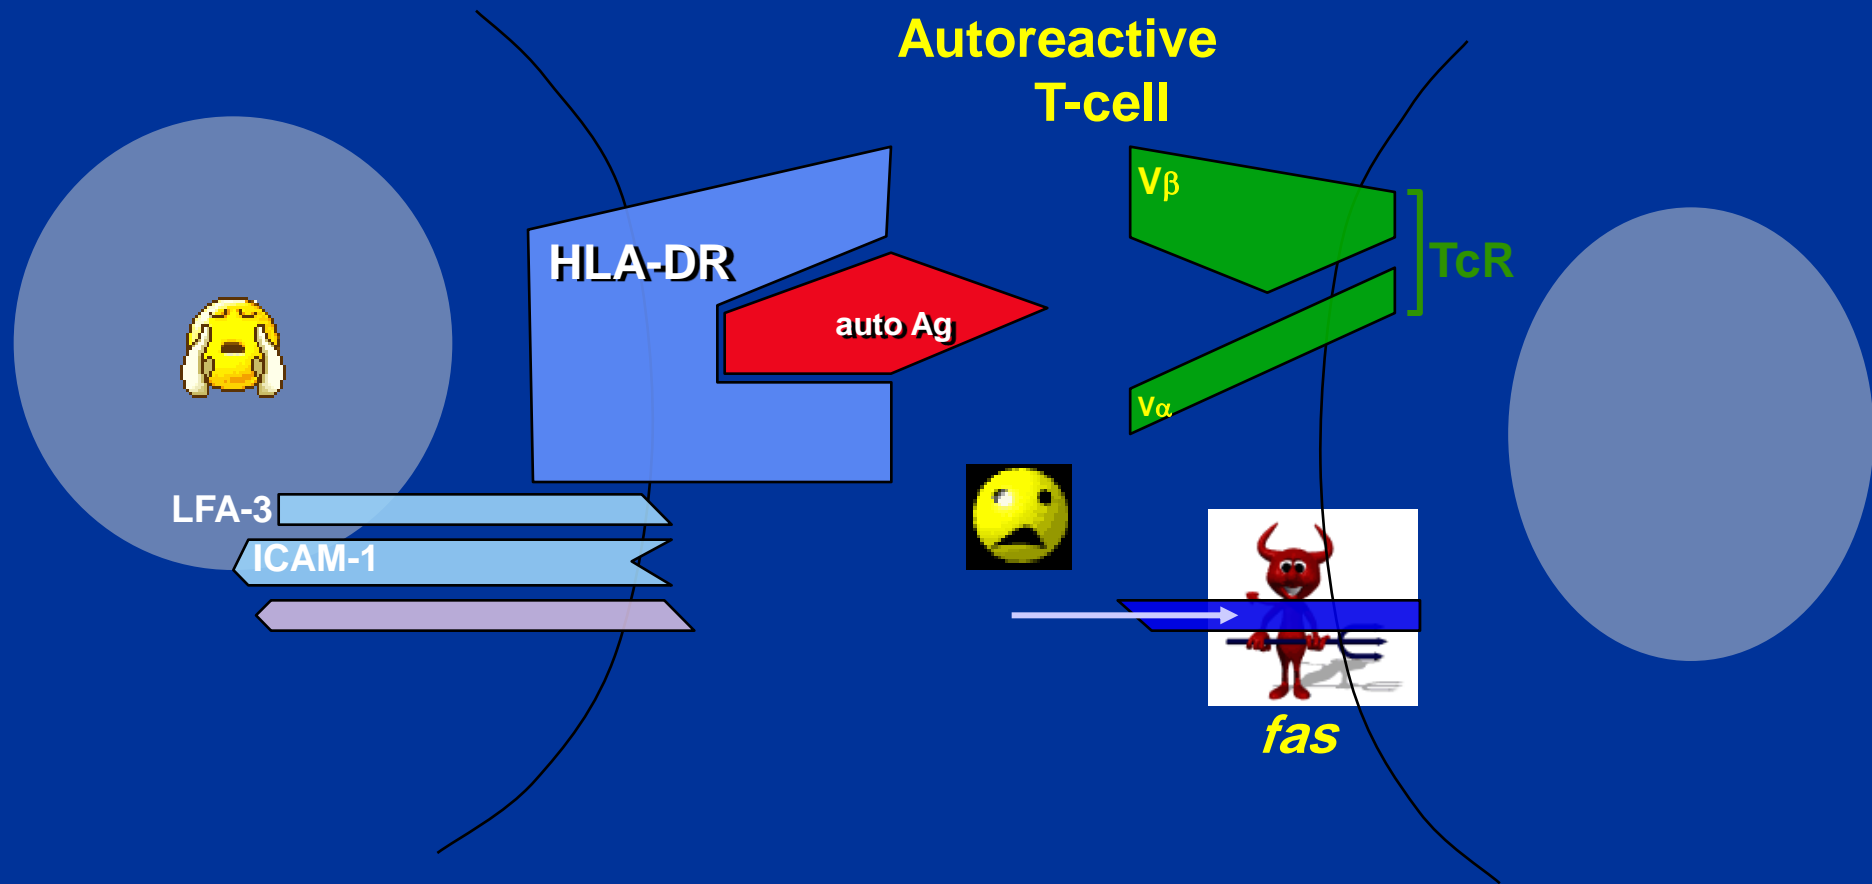 Autoreactive
T-cell
Vβ
HLA-DR
TcR
auto Ag
Vα
LFA-3
ICAM-1
fas